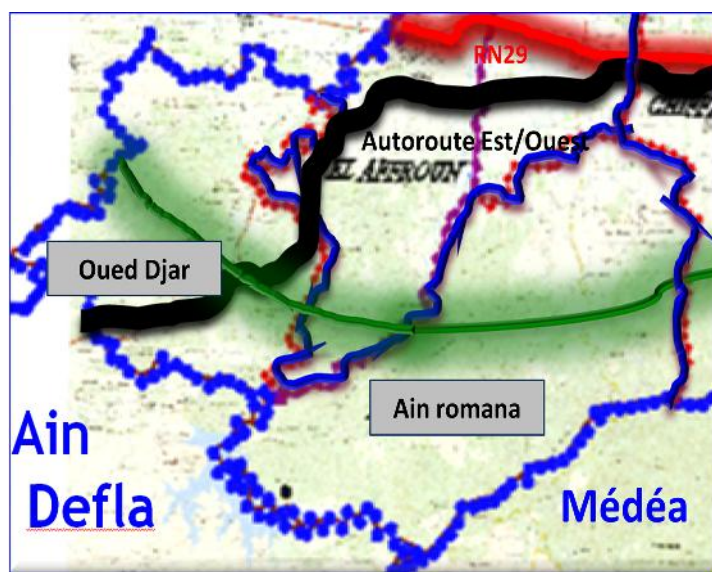 RN29
Autoroute Est/Ouest
EL AFFROUN
Oued Djar
Ain romana
Ain
Defla
Médéa